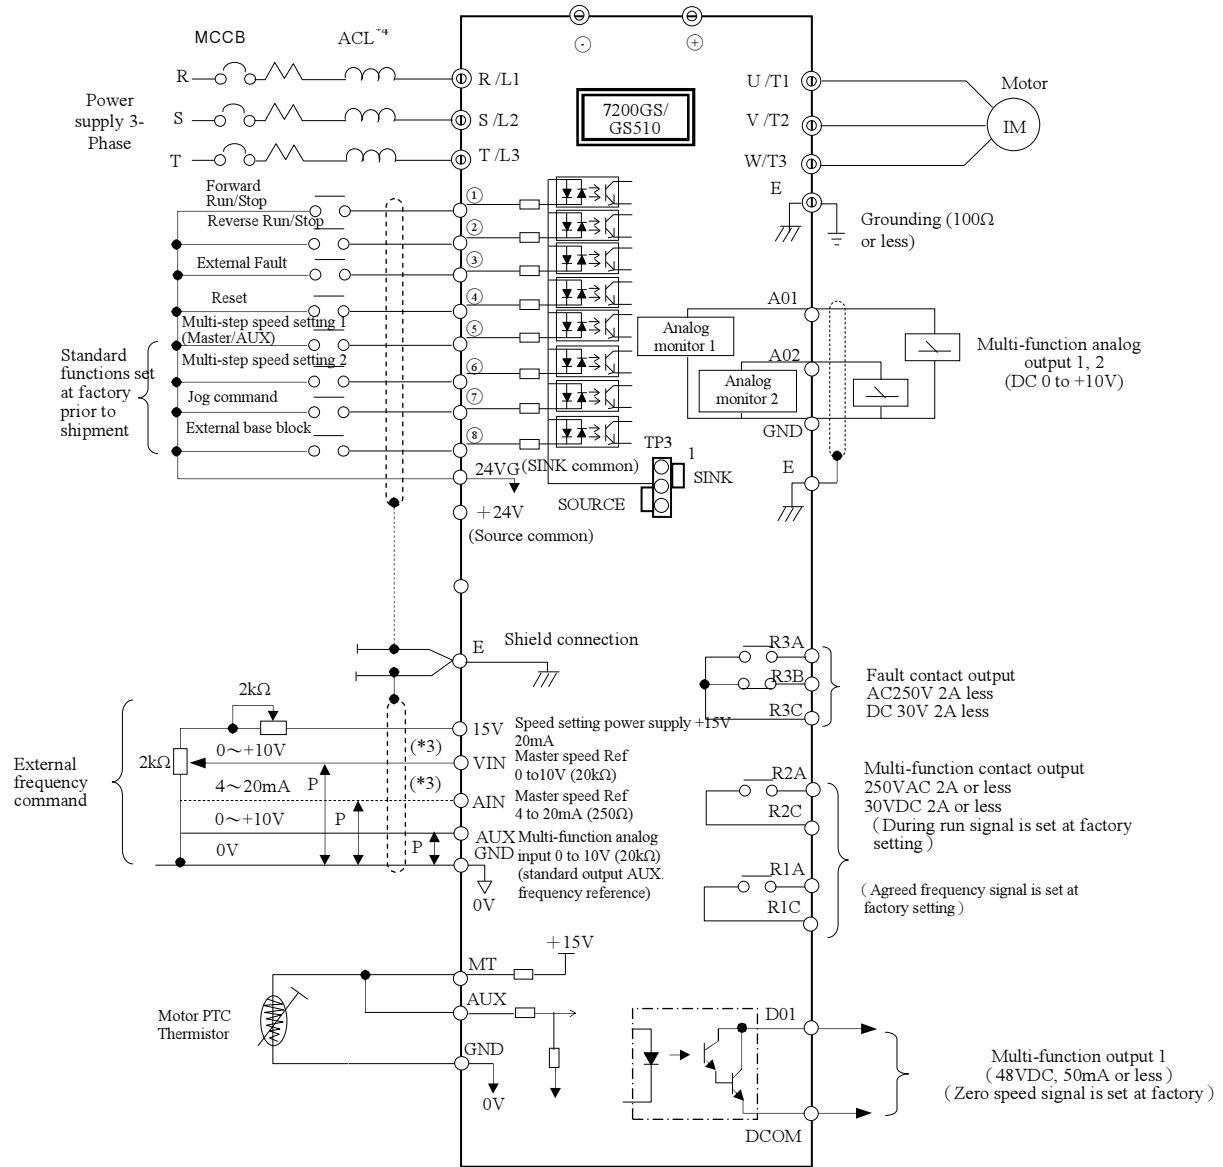 MCCB
ACL*4
R
S
T
Power
supply 3-
Phase
R /L1
S /L2
T /L3
-
+
7200GS/
GS510
U /T1
V /T2
W/T3
E
Motor
IM
Grounding (100Ω
or less)
Forward
Run/Stop
Reverse Run/Stop
External Fault
Reset
Multi-step speed setting 1
(Master/AUX)
Multi-step speed setting 2
Jog command
External base block
Standard
functions set
at factory
prior to
shipment
1
2
3
4
5
6
7
8
24VG
(SINK common)
+24V
(Source common)
TP3
1
SINK
SOURCE
A01
Analog
monitor 1
A02
Analog
monitor 2
GND
E
Multi-function analog
output 1, 2
(DC 0 to +10V)
E
Shield connection
R3A
R3B
R3C
Fault contact output
AC250V 2A less
DC 30V 2A less
R2A
R2C
R1A
R1C
Multi-function contact output
250VAC 2A or less
30VDC 2A or less
(During run signal is set at factory
setting)
(Agreed frequency signal is set at
factory setting)
External
frequency
command
2kΩ
2kΩ
0~+10V
4~20mA
0~+10V
0V
P
P
P
(*3)
(*3)
15V
Speed setting power supply +15V
20mA
VIN
Master speed Ref
0 to10V (20kΩ)
AIN
Master speed Ref
4 to 20mA (250Ω)
AUX
GND
Multi-function analog
input 0 to 10V (20kΩ)
(standard output AUX.
frequency reference)
0V
+15V
MT
AUX
GND
0V
Motor PTC
Thermistor
D01
DCOM
Multi-function output 1
(48VDC, 50mA or less)
(Zero speed signal is set at factory)